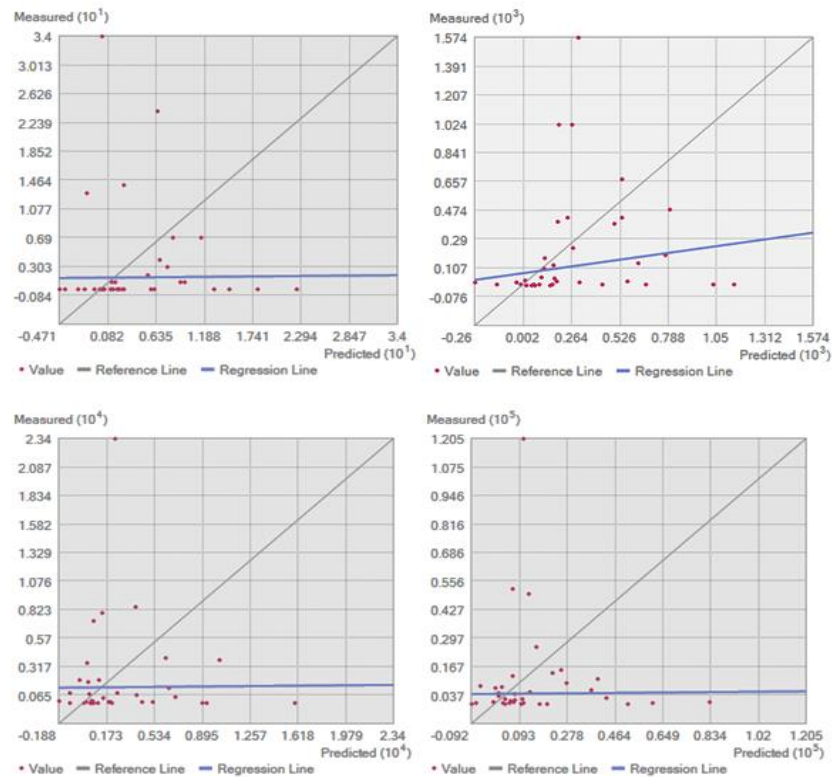 Measured (10¹)
3.4
3.013
2.626
2.239
1.852
1.464
1.077
0.69
0.303
-0.084
-0.471 0.082 0.635 1.188 1.741 2.294 2.847 3.4
Predicted (10¹)
• Value Reference Line Regression Line
Measured (10³)
1.574
1.391
1.207
1.024
0.841
0.657
0.474
0.29
0.107
-0.076
-0.26 0.002 0.264 0.526 0.788 1.05 1.312 1.574
Predicted (10³)
• Value Reference Line Regression Line
Measured (10⁴)
2.34
2.087
1.834
1.582
1.329
1.076
0.823
0.57
0.317
0.065
-0.188 0.173 0.534 0.895 1.257 1.618 1.979 2.34
Predicted (10⁴)
• Value Reference Line Regression Line
Measured (10⁵)
1.205
1.075
0.946
0.816
0.686
0.556
0.427
0.297
0.167
0.037
-0.092 0.093 0.278 0.464 0.649 0.834 1.02 1.205
Predicted (10⁵)
• Value Reference Line Regression Line